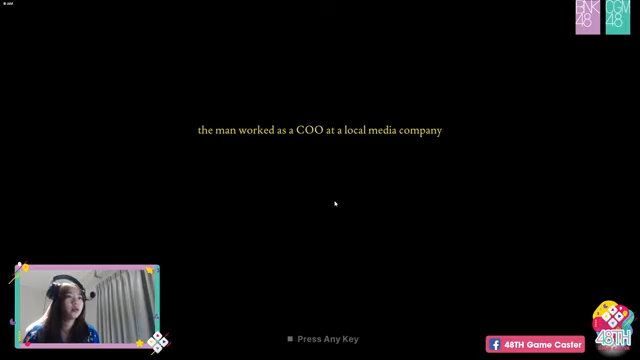 BNK
48
CGM
48
the man worked as a COO at a local media company
Press Any Key
48TH Game Caster
48TH